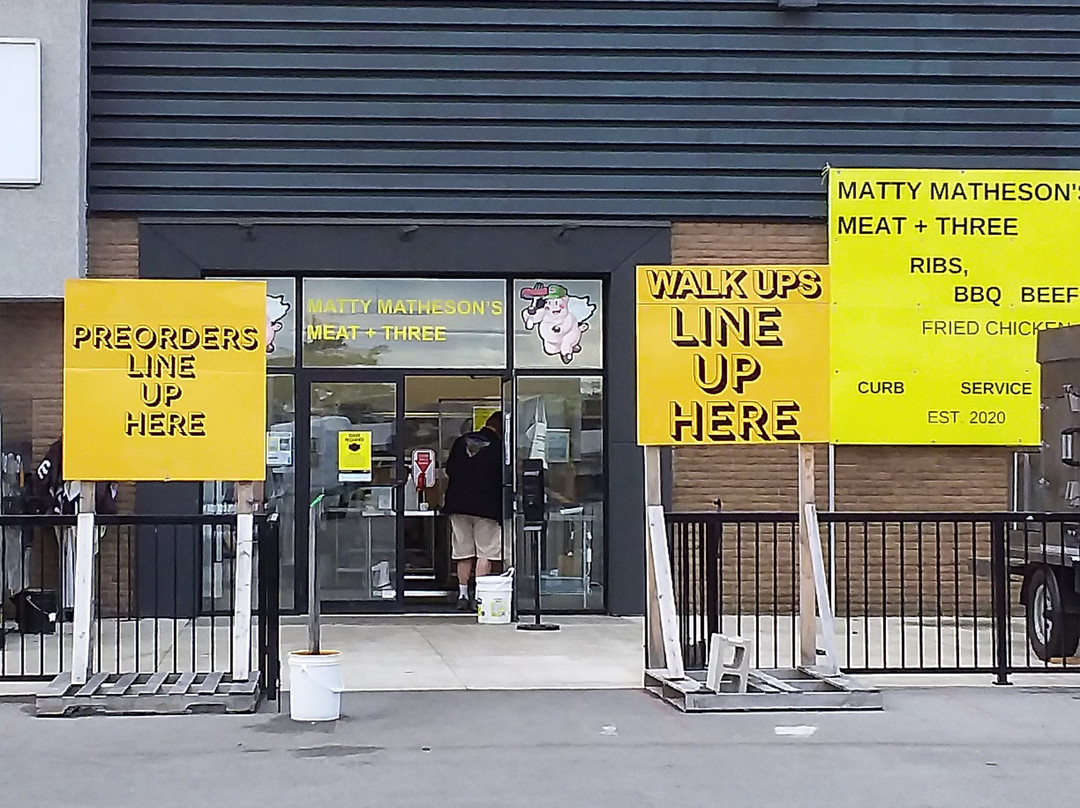 PREORDERS
LINE
UP
HERE
MATTY MATHESON'S
MEAT + THREE
WALK UPS
LINE
UP
HERE
MATTY MATHESON'S
MEAT + THREE
RIBS,
BBQ BEEF
FRIED CHICKEN
CURB SERVICE
EST. 2020